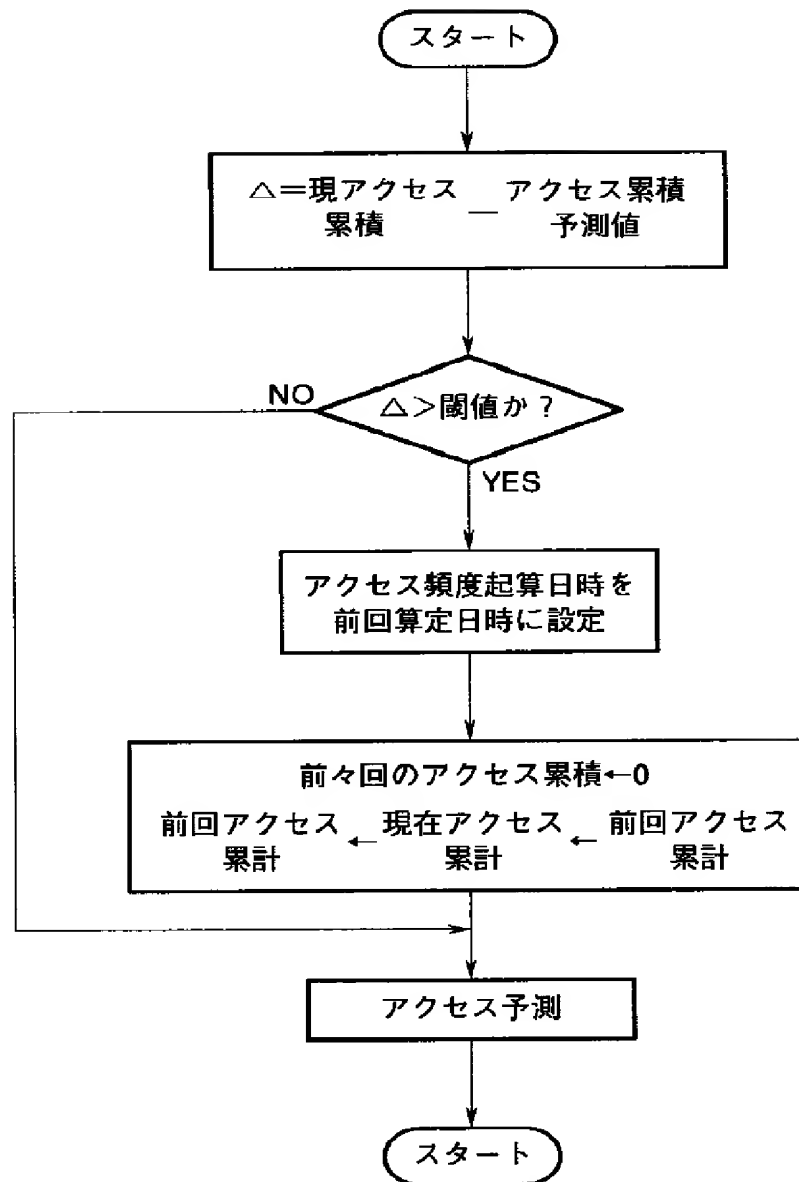 スタート
△=現アクセス累積 — アクセス累積予測値
NO
△>閾値か?
YES
アクセス頻度起算日時を
前回算定日時に設定
前々回のアクセス累積←0
前回アクセス累計 ← 現在アクセス累計 ← 前回アクセス累計
アクセス予測
スタート